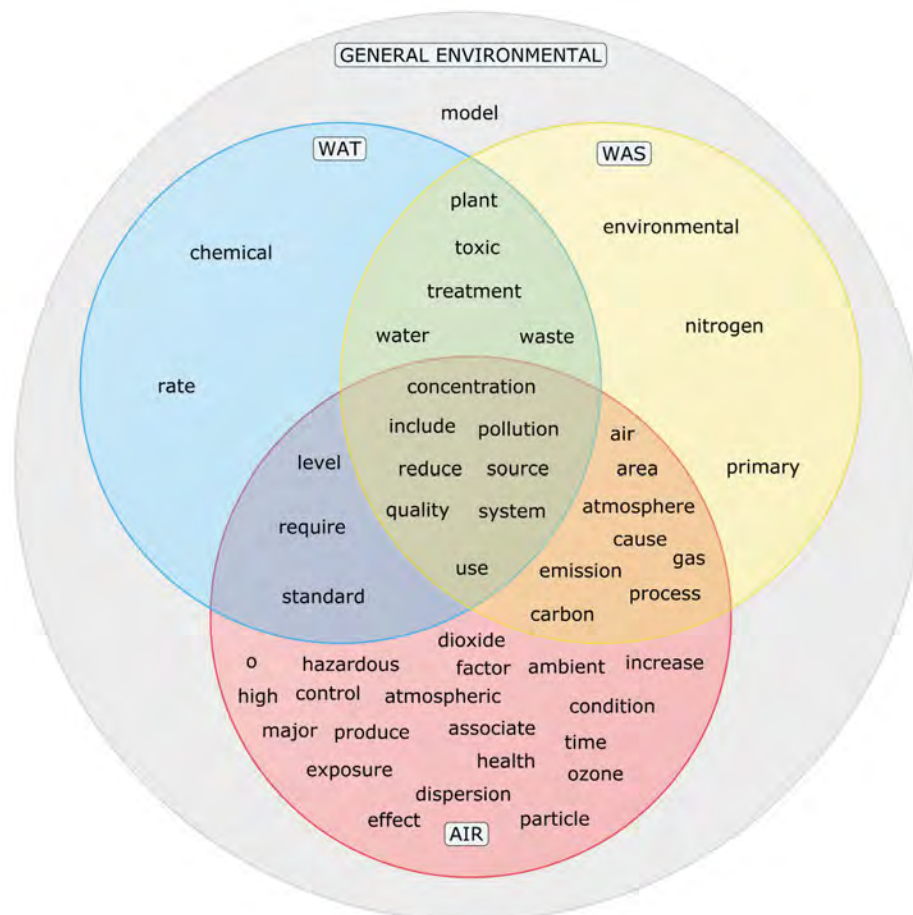 GENERAL ENVIRONMENTAL
model
WAT
WAS
plant
environmental
chemical
toxic
treatment
nitrogen
water
waste
rate
concentration
include
pollution
air
level
reduce
source
area
primary
quality
system
atmosphere
require
cause
gas
use
emission
standard
process
carbon
dioxide
o
hazardous
factor
ambient
increase
high
control
atmospheric
condition
major
produce
associate
time
health
exposure
ozone
dispersion
effect
particle
AIR